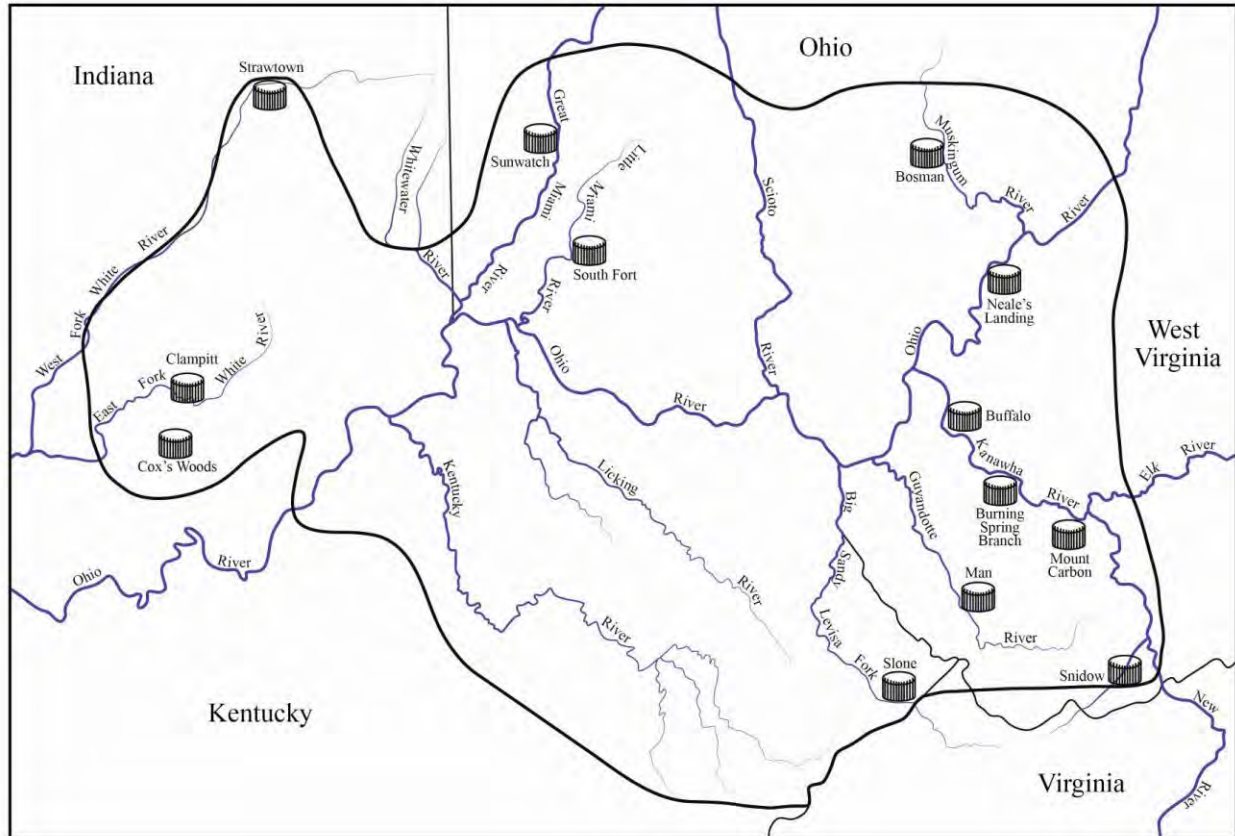 Indiana
Ohio
Strawtown
Great
Miami
River
Sunwatch
Whitewater
River
Little
Miami
River
South Fort
Scioto
River
Muskingum
River
River
Bosman
Neale's
Landing
West
Virginia
West
Fork
White
River
Clampitt
East
Fork
White
River
Cox's Woods
Ohio
River
Ohio
River
Ohio
Buffalo
Kanawha
River
Elk
River
Burning
Spring
Branch
Mount
Carbon
Kentucky
River
Licking
River
Guyandotte
River
Man
Big
Sandy
Levisa
Fork
Slone
Snidow
New
River
Kentucky
Virginia